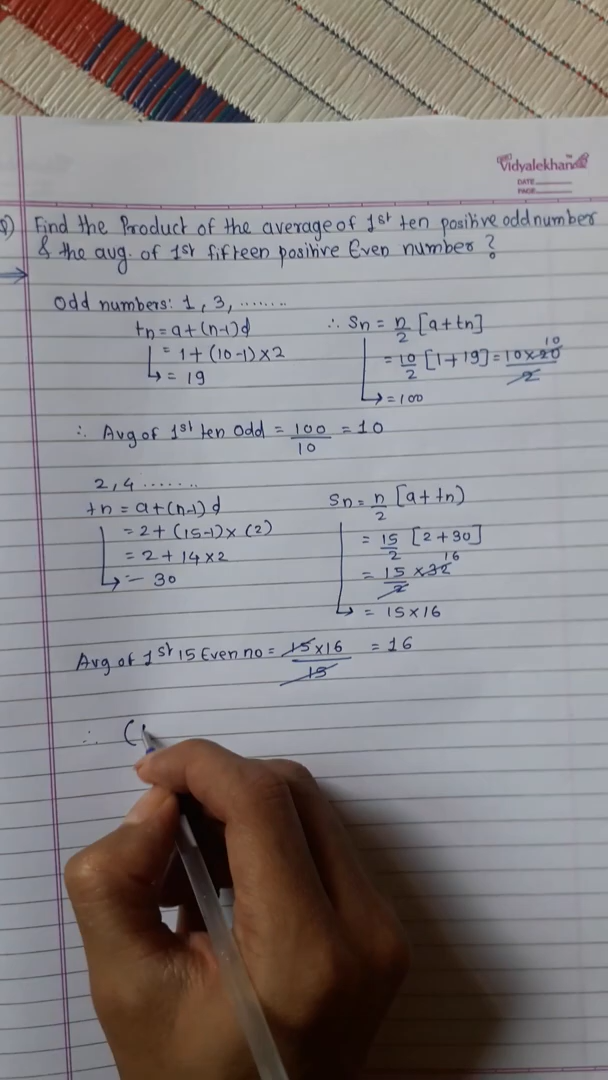 Vidyalekhan
DATE
PAGE
Q) Find the Product of the average of 1st ten positive odd number
& the avg. of 1st fifteen positive Even number ?
Odd numbers: 1, 3, ........
tn = a + (n-1) d
= 1 + (10-1) × 2
= 19
∴ Sn = n/2 [a + tn]
= 10/2 [1 + 19] = 10 × 20/2 10
= 100
∴ Avg of 1st ten odd = 100/10 = 10
2, 4 .......
tn = a + (n-1) d
= 2 + (15-1) × (2)
= 2 + 14 × 2
= 30
Sn = n/2 [a + tn)
= 15/2 [2 + 30]
= 15/2 × 32 16
= 15 × 16
Avg of 1st 15 Even no = 15 × 16/15 = 16
∴ (